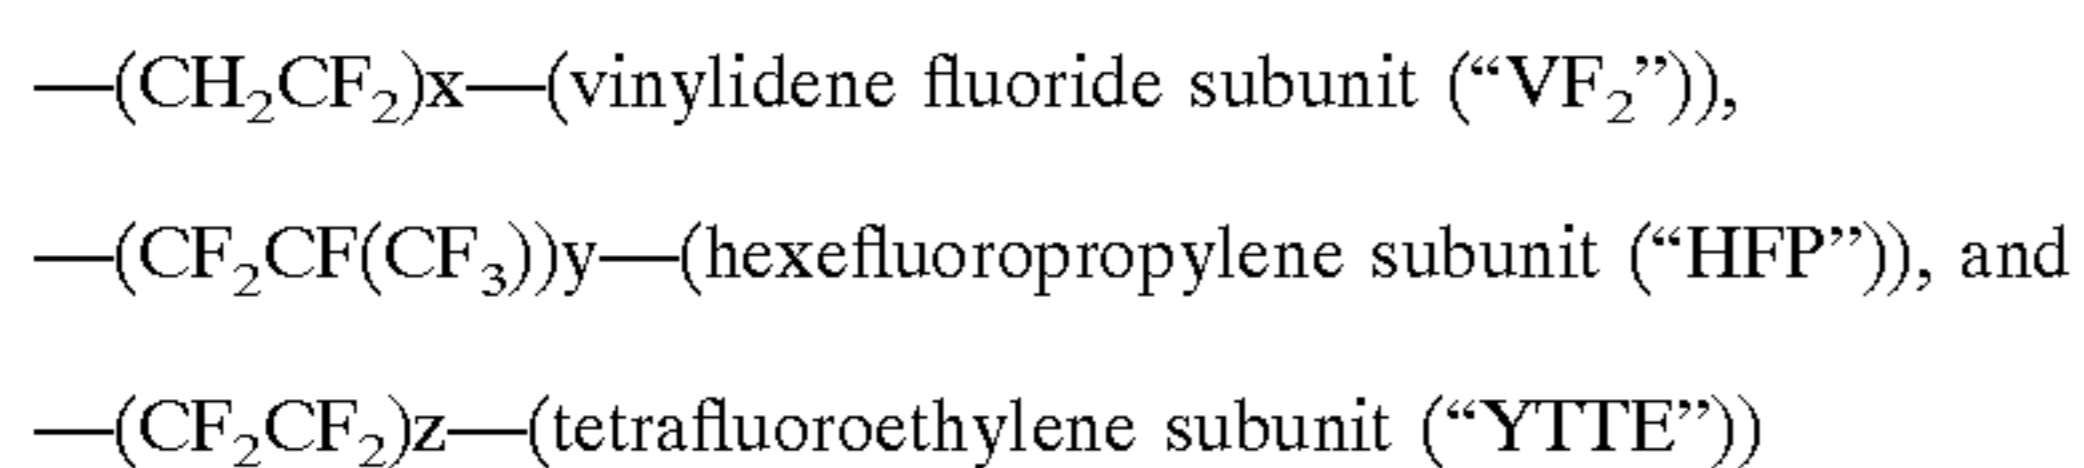 —(CH₂CF₂)x—(vinylidene fluoride subunit (“VF₂”)),
—(CF₂CF(CF₃))y—(hexefluoropropylene subunit (“HFP”)), and
—(CF₂CF₂)z—(tetrafluoroethylene subunit (“YTTE”))